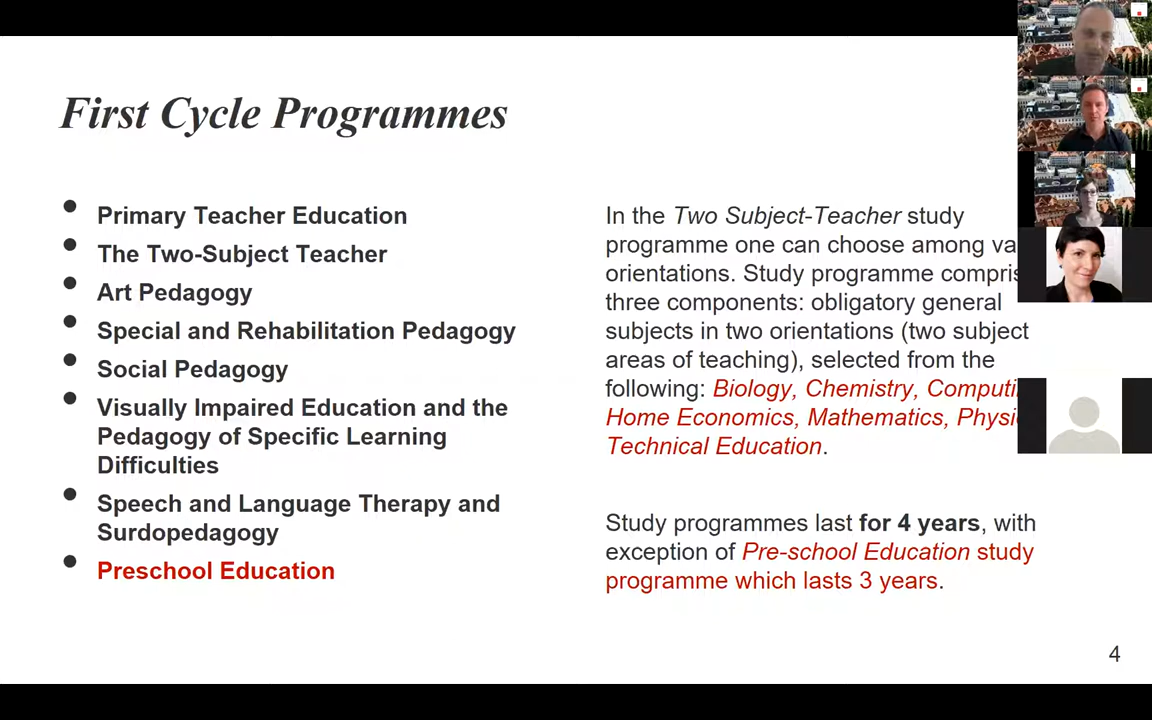 First Cycle Programmes
Primary Teacher Education
The Two-Subject Teacher
Art Pedagogy
Special and Rehabilitation Pedagogy
Social Pedagogy
Visually Impaired Education and the
Pedagogy of Specific Learning
Difficulties
Speech and Language Therapy and
Surdopedagogy
Preschool Education
In the Two Subject-Teacher study
programme one can choose among
orientations. Study programme
three components: obligatory general
subjects in two orientations (two subject
areas of teaching), selected from the
following: Biology, Chemistry,
Home Economics, Mathematics,
Technical Education.
Study programmes last for 4 years, with
exception of Pre-school Education study
programme which lasts 3 years.
4